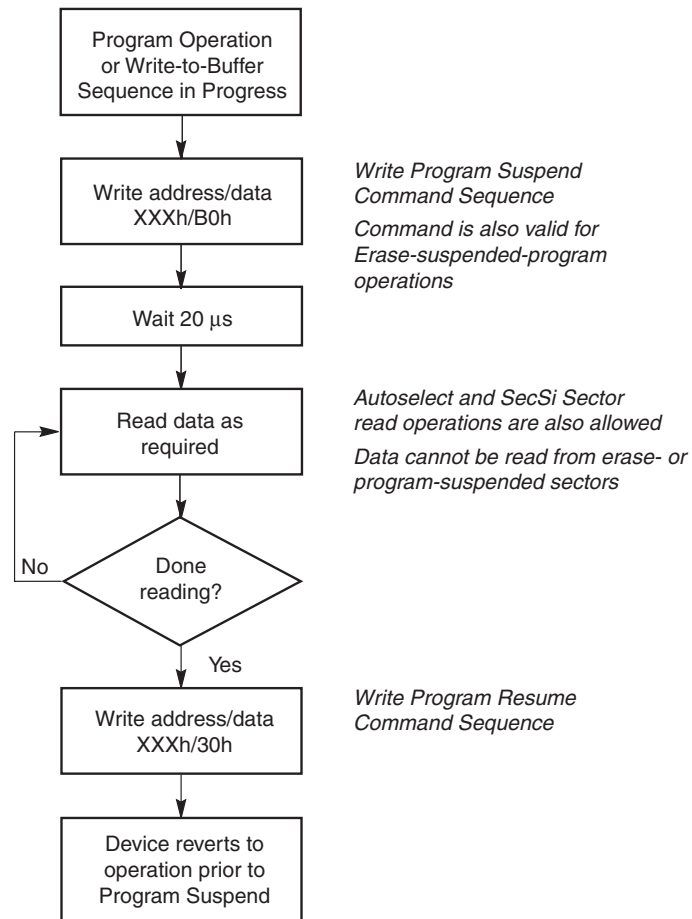 Program Operation
or Write-to-Buffer
Sequence in Progress
Write address/data
XXXh/B0h
Write Program Suspend
Command Sequence
Command is also valid for
Erase-suspended-program
operations
Wait 20 μs
Read data as
required
Autoselect and SecSi Sector
read operations are also allowed
Data cannot be read from erase- or
program-suspended sectors
No
Done
reading?
Yes
Write address/data
XXXh/30h
Write Program Resume
Command Sequence
Device reverts to
operation prior to
Program Suspend